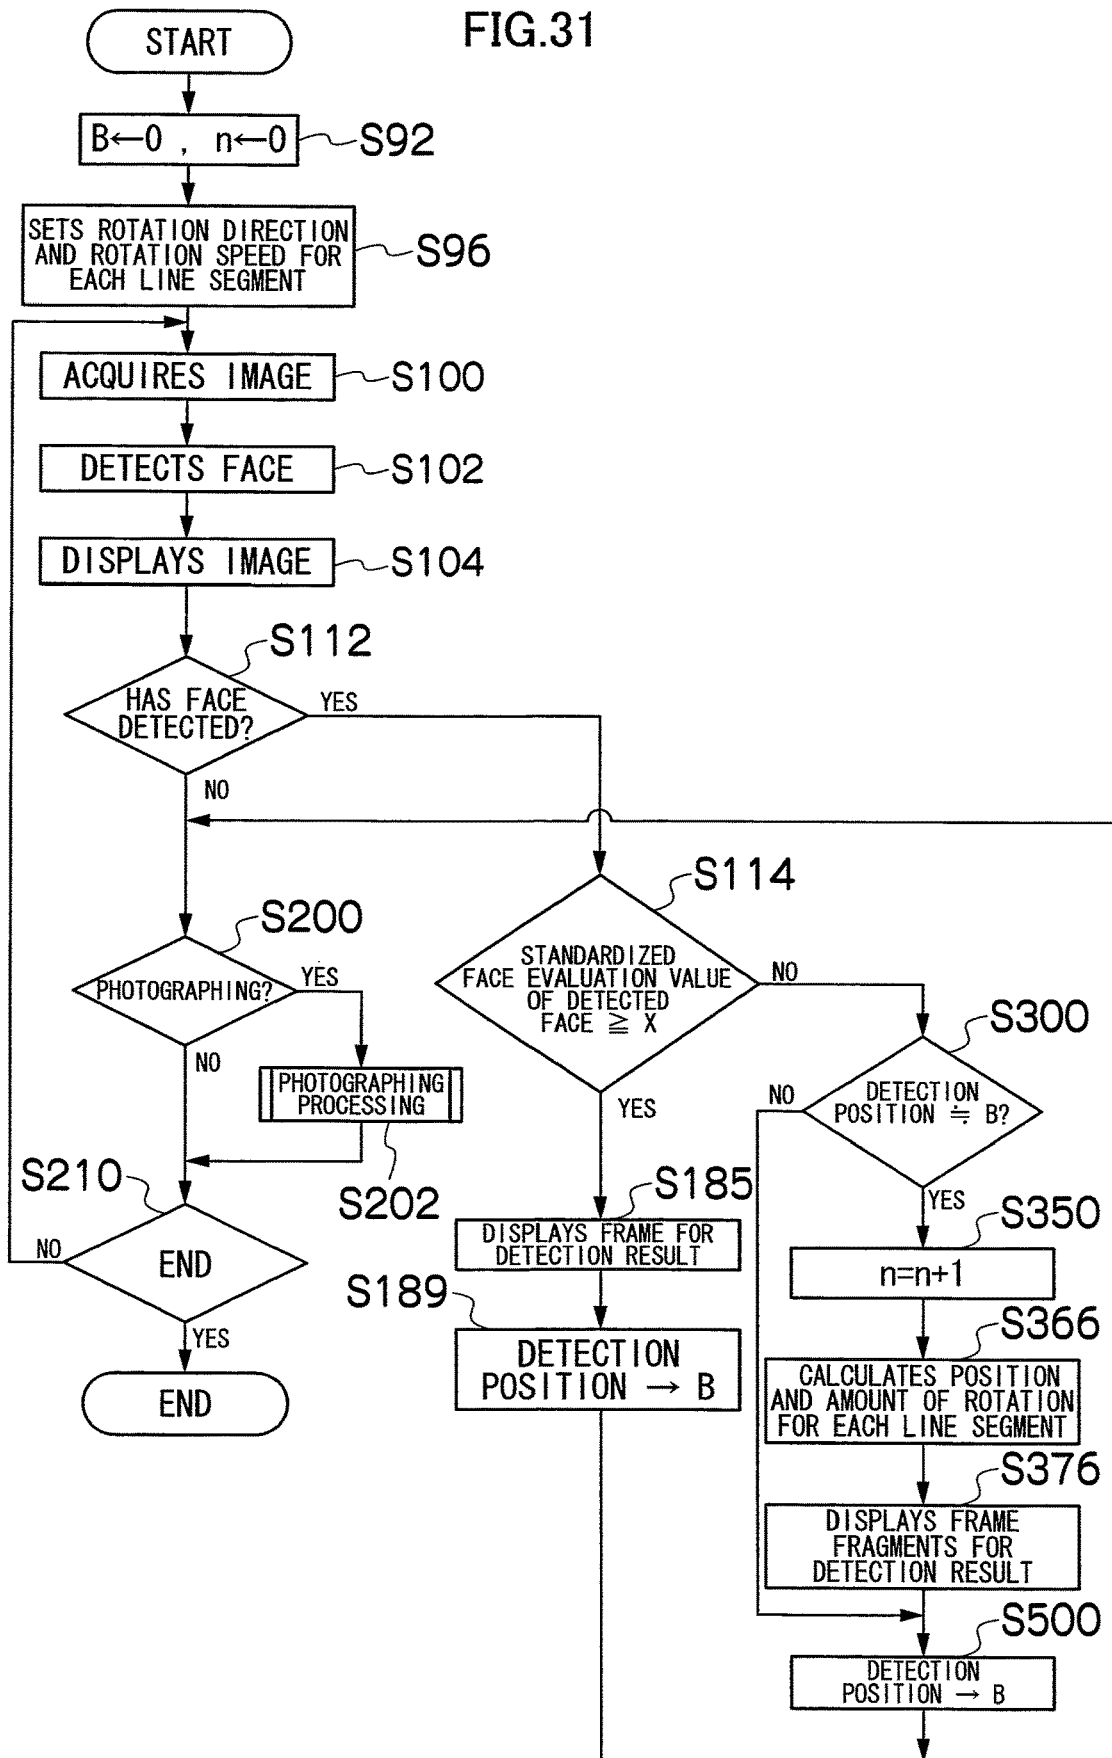 FIG.31
START
B←0 , n←0
S92
SETS ROTATION DIRECTION
AND ROTATION SPEED FOR
EACH LINE SEGMENT
S96
ACQUIRES IMAGE
S100
DETECTS FACE
S102
DISPLAYS IMAGE
S104
S112
HAS FACE
DETECTED?
YES
NO
S114
STANDARDIZED
FACE EVALUATION VALUE
OF DETECTED
FACE ≧ X
NO
YES
S200
PHOTOGRAPHING?
YES
NO
PHOTOGRAPHING
PROCESSING
S202
S210
END
NO
YES
END
S185
DISPLAYS FRAME FOR
DETECTION RESULT
S189
DETECTION
POSITION → B
S300
DETECTION
POSITION ≒ B?
NO
YES
S350
n=n+1
S366
CALCULATES POSITION
AND AMOUNT OF ROTATION
FOR EACH LINE SEGMENT
S376
DISPLAYS FRAME
FRAGMENTS FOR
DETECTION RESULT
S500
DETECTION
POSITION → B